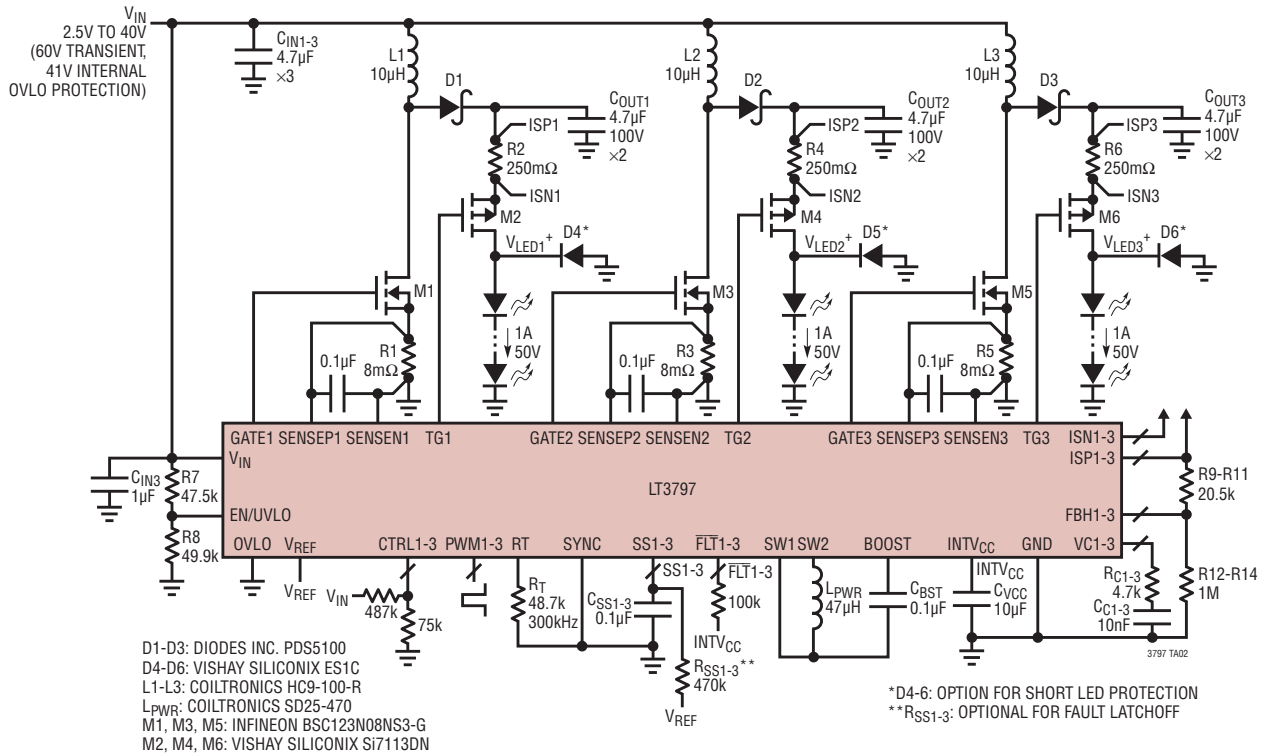 VIN
2.5V TO 40V
(60V TRANSIENT,
41V INTERNAL
OVLO PROTECTION)
CIN1-3
4.7µF
×3
L1
10µH
D1
COUT1
4.7µF
100V
×2
ISP1
R2
250mΩ
ISN1
M2
VLED1+
D4*
M1
1A
50V
R1
8mΩ
0.1µF
L2
10µH
D2
COUT2
4.7µF
100V
×2
ISP2
R4
250mΩ
ISN2
M4
VLED2+
D5*
M3
1A
50V
R3
8mΩ
0.1µF
L3
10µH
D3
COUT3
4.7µF
100V
×2
ISP3
R6
250mΩ
ISN3
M6
VLED3+
D6*
M5
1A
50V
R5
8mΩ
0.1µF
GATE1 SENSEP1 SENSEN1 TG1 GATE2 SENSEP2 SENSEN2 TG2 GATE3 SENSEP3 SENSEN3 TG3 ISN1-3
VIN
ISP1-3
LT3797
EN/UVLO
FBH1-3
OVLO VREF CTRL1-3 PWM1-3 RT SYNC SS1-3 FLT1-3 SW1 SW2 BOOST INTVCC GND VC1-3
CIN3
1µF
R7
47.5k
R8
49.9k
R9-R11
20.5k
R12-R14
1M
VREF
VIN
487k
75k
RT
48.7k
300kHz
SS1-3
CSS1-3
0.1µF
RSS1-3**
470k
VREF
FLT1-3
100k
INTVCC
LPWR
47µH
CBST
0.1µF
INTVCC
CVCC
10µF
RC1-3
4.7k
CC1-3
10nF
3797 TA02
D1-D3: DIODES INC. PDS5100
D4-D6: VISHAY SILICONIX ES1C
L1-L3: COILTRONICS HC9-100-R
LPWR: COILTRONICS SD25-470
M1, M3, M5: INFINEON BSC123N08NS3-G
M2, M4, M6: VISHAY SILICONIX Si7113DN
*D4-6: OPTION FOR SHORT LED PROTECTION
**RSS1-3: OPTIONAL FOR FAULT LATCHOFF